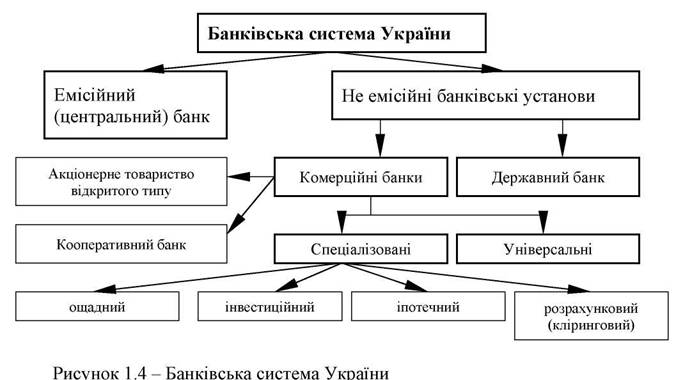 Банківська система України
Емісійний
(центральний) банк
Не емісійні банківські установи
Акціонерне товариство
відкритого типу
Комерційні банки
Державний банк
Кооперативний банк
Спеціалізовані
Універсальні
ощадний
інвестиційний
іпотечний
розрахунковий
(кліринговий)
Рисунок 1.4 – Банківська система України